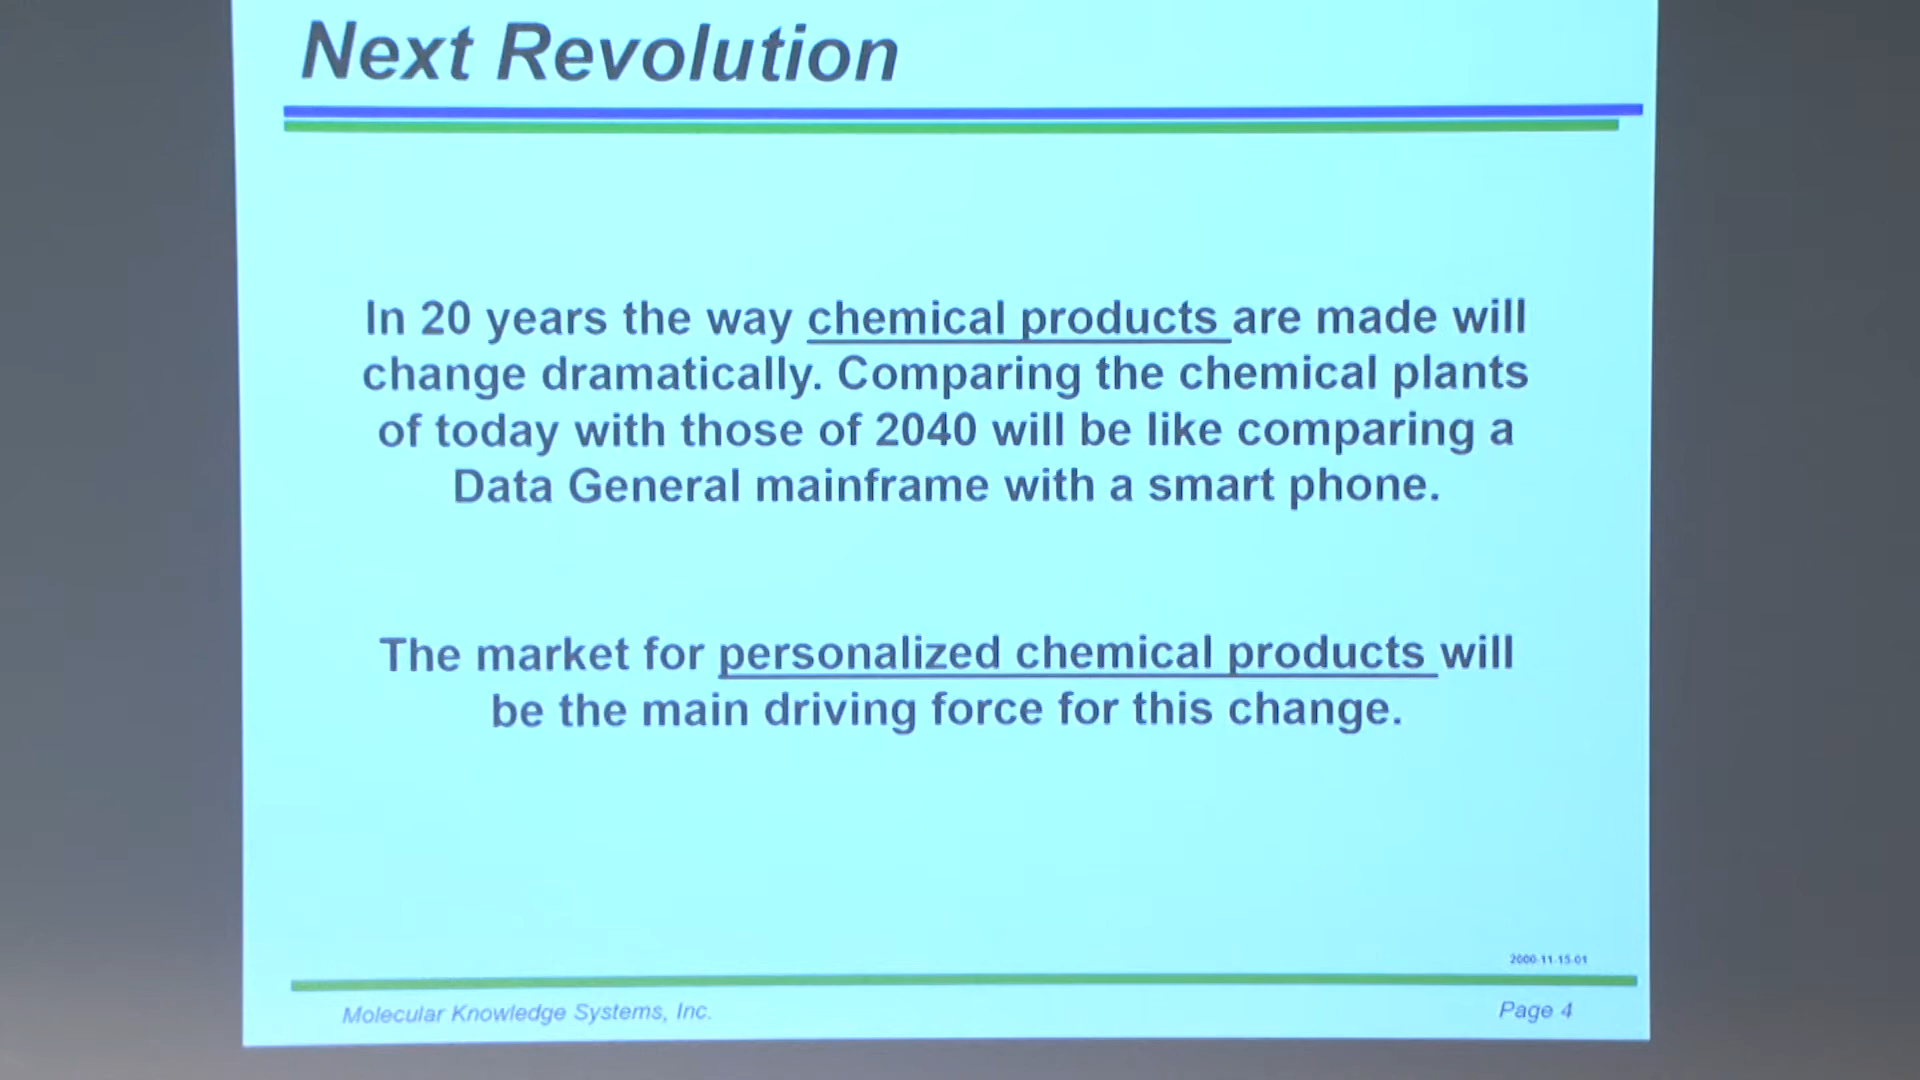 Next Revolution
In 20 years the way chemical products are made will
change dramatically. Comparing the chemical plants
of today with those of 2040 will be like comparing a
Data General mainframe with a smart phone.
The market for personalized chemical products will
be the main driving force for this change.
2000-11-15-01
Molecular Knowledge Systems, Inc.
Page 4